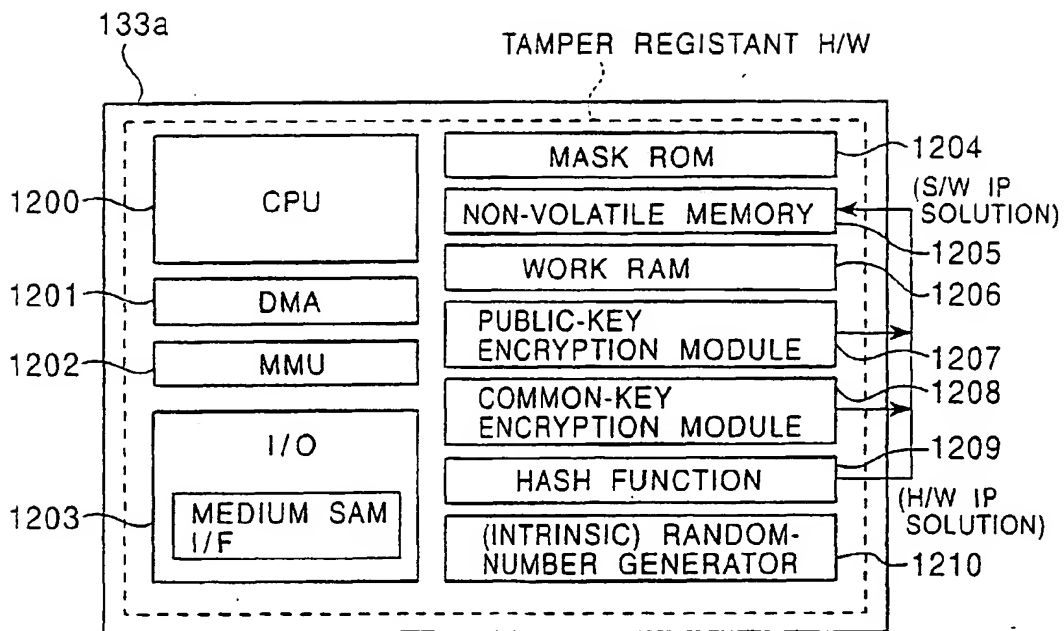 133a
TAMPER REGISTANT H/W
1200
CPU
1201
DMA
1202
MMU
1203
I/O
MEDIUM SAM
I/F
MASK ROM
1204
(S/W IP
SOLUTION)
NON-VOLATILE MEMORY
1205
WORK RAM
1206
PUBLIC-KEY
ENCRYPTION MODULE
1207
COMMON-KEY
ENCRYPTION MODULE
1208
HASH FUNCTION
1209
(H/W IP
SOLUTION)
(INTRINSIC) RANDOM-
NUMBER GENERATOR
1210